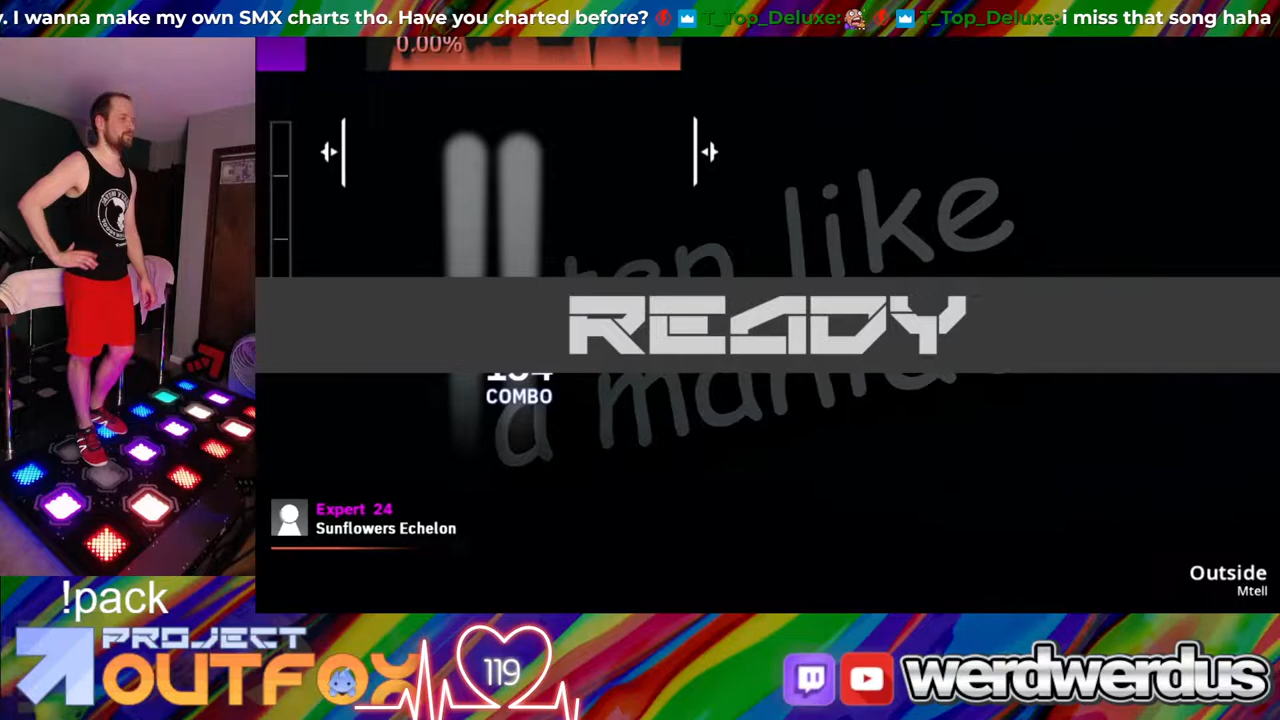 y. I wanna make my own SMX charts tho. Have you charted before? T_Top_Deluxe: T_Top_Deluxe: i miss that song haha
0.00%
like
READY
COMBO
a
Expert 24
Sunflowers Echelon
Outside
Mtell
!pack
PROJECT
OUTFOX
119
werdwerdus